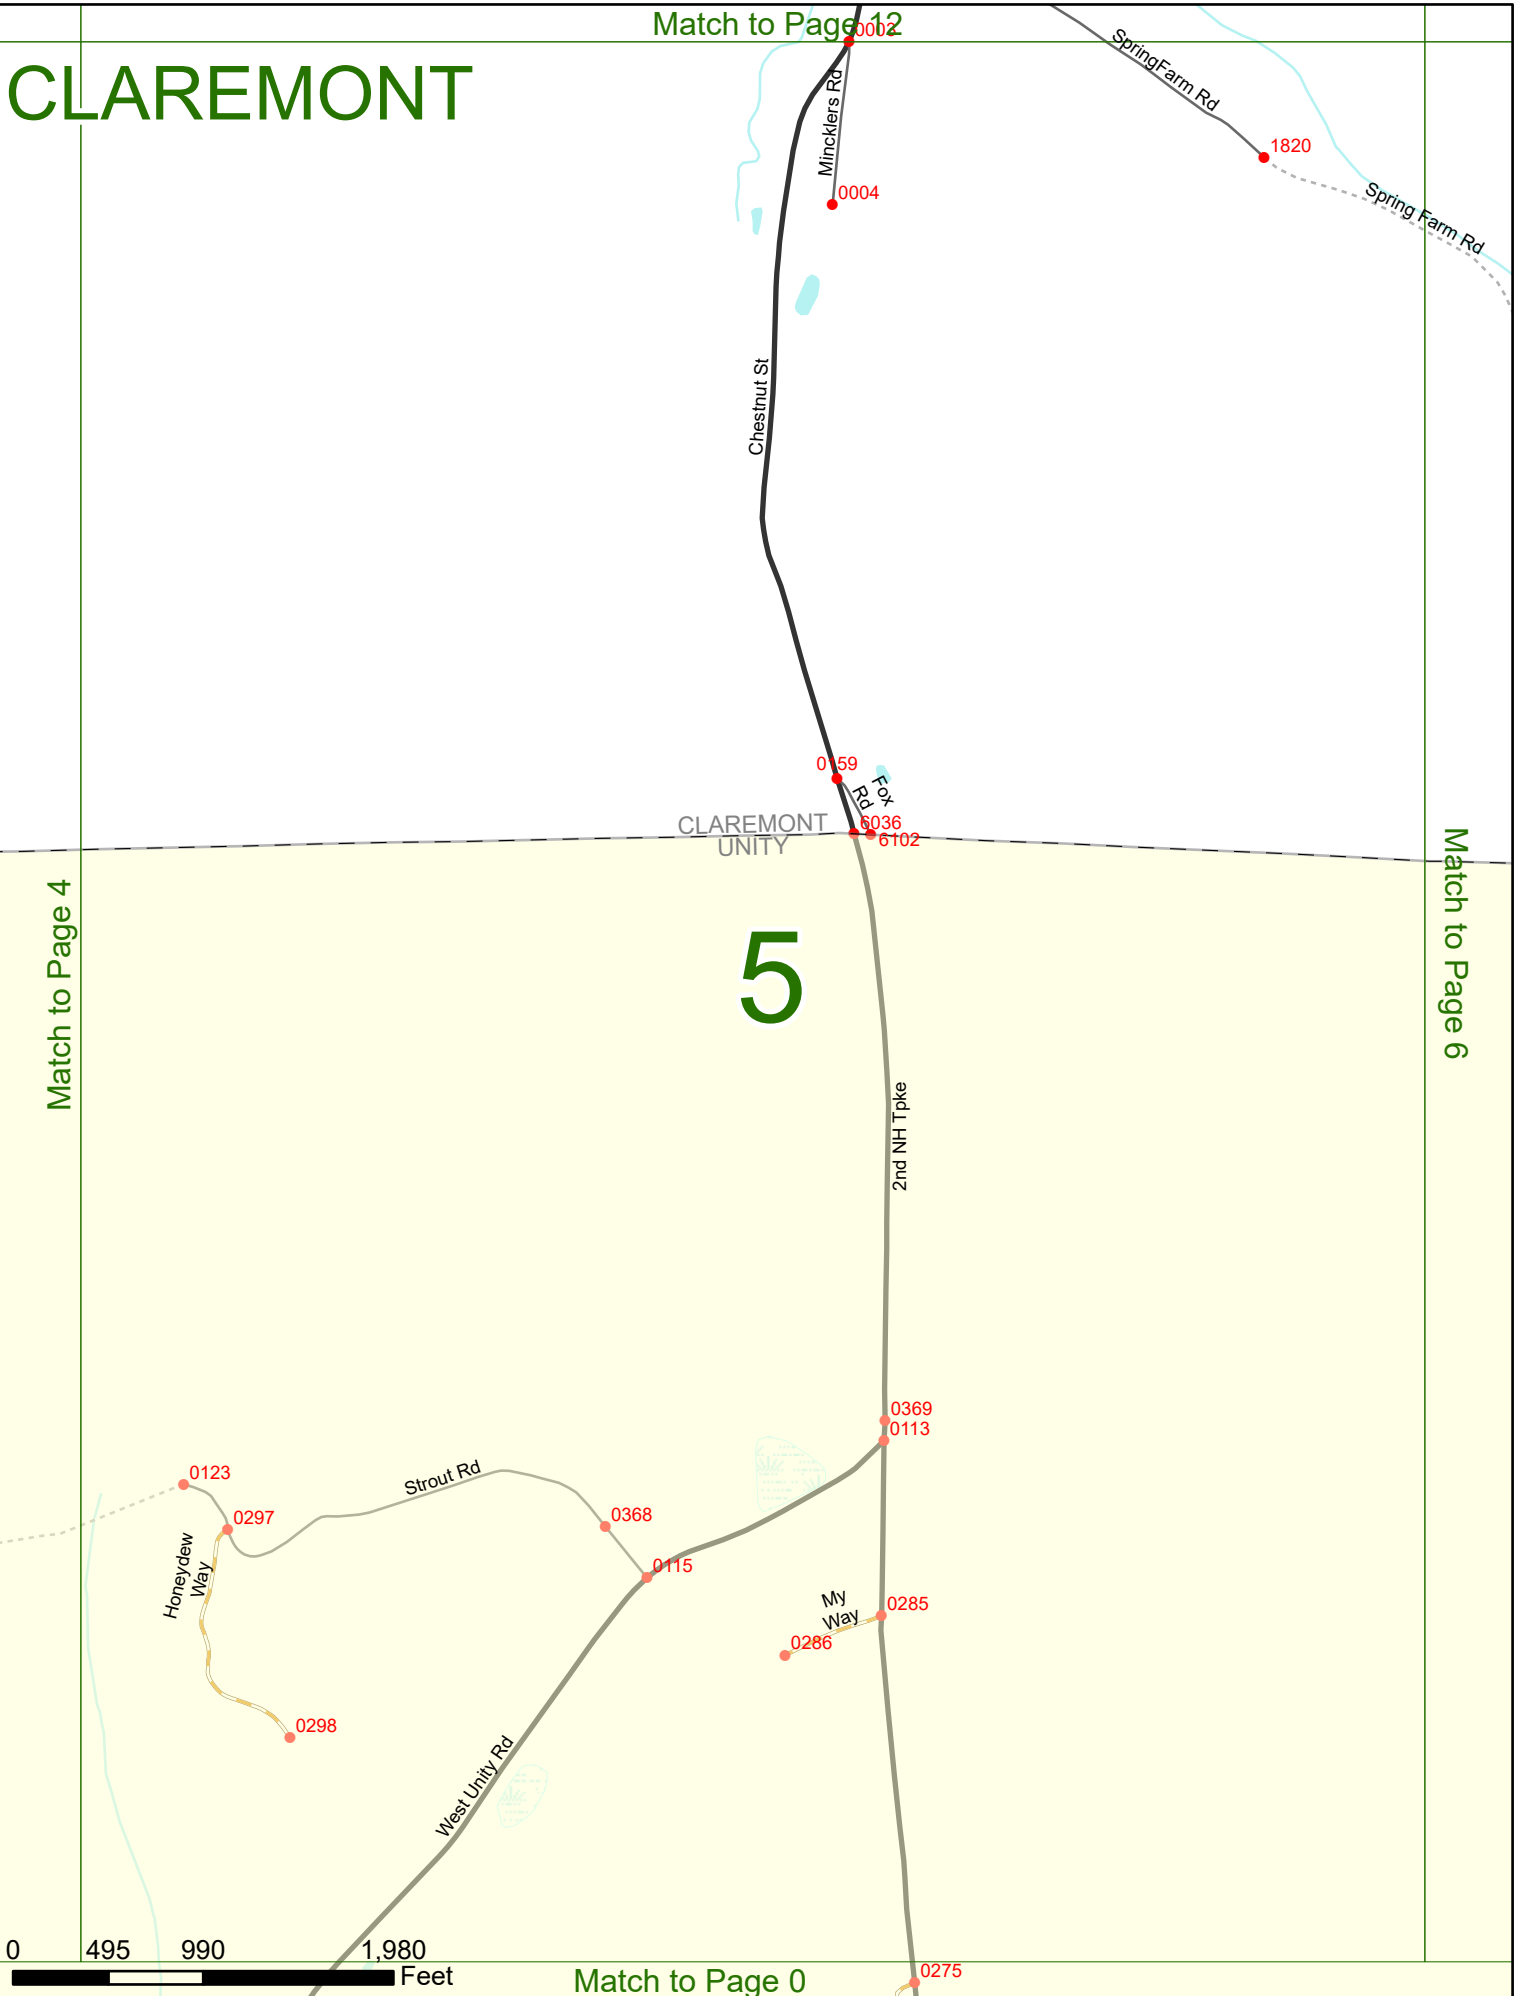 Match to Page 12
0003
CLAREMONT
SpringFarm Rd
Mincklers Rd
1820
0004
Spring Farm Rd
Chestnut St
0159
Fox
Rd
CLAREMONT
6036
UNITY
6102
Match to Page 4
5
Match to Page 6
2nd NH Tpke
0369
0113
0123
Strout Rd
0297
0368
Honeydew
Way
0115
My
Way
0285
0286
0298
West Unity Rd
0 495 990 1,980
Feet
Match to Page 0
0275